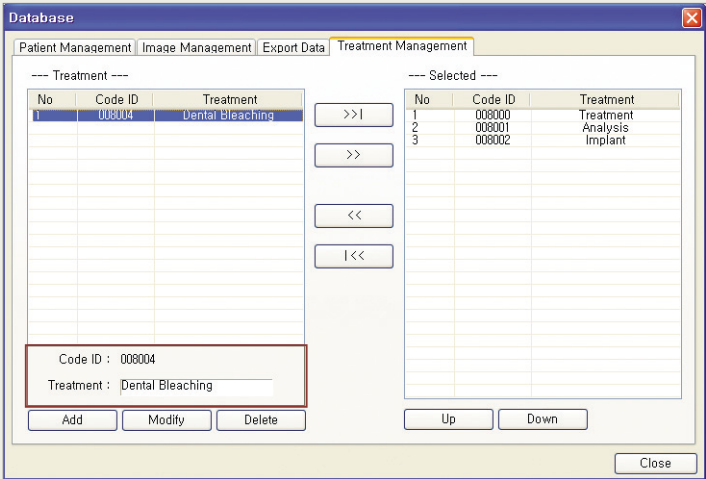 Database
Patient Management Image Management Export Data Treatment Management
--- Treatment ---
No Code ID Treatment
1 008004 Dental Bleaching
>>|
>>
<<
|<<
--- Selected ---
No Code ID Treatment
1 008000 Treatment
2 008001 Analysis
3 008002 Implant
Code ID : 008004
Treatment : Dental Bleaching
Add Modify Delete
Up Down
Close